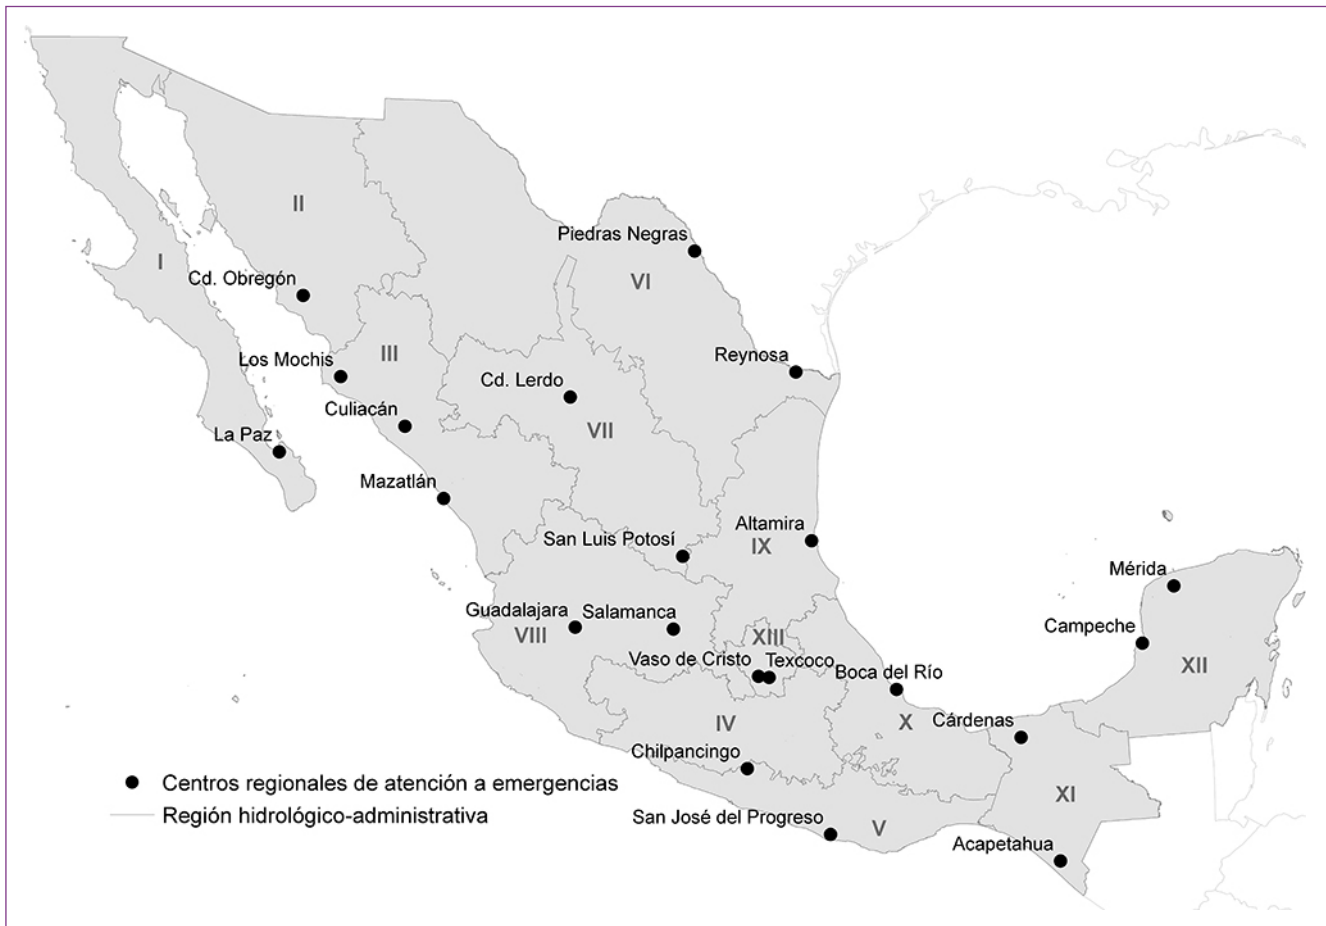 II
Piedras Negras
I
VI
Cd. Obregón
Los Mochis
III
Reynosa
Cd. Lerdo
Culiacán
VII
La Paz
Mazatlán
Altamira
San Luis Potosí
IX
Mérida
Guadalajara
Salamanca
VIII
XIII
Campeche
Vaso de Cristo
Texcoco
XII
Boca del Río
IV
X
Cárdenas
Chilpancingo
Centros regionales de atención a emergencias
XI
Región hidrológico-administrativa
San José del Progreso
V
Acapetahua